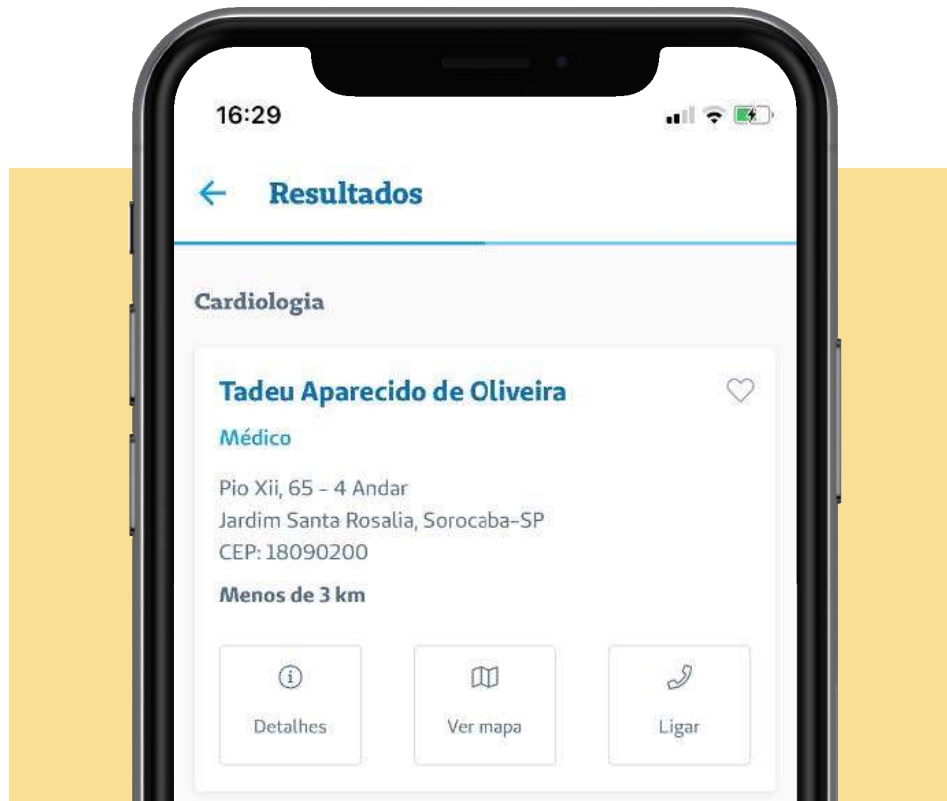 16:29
Resultados
Cardiologia
Tadeu Aparecido de Oliveira
Médico
Pio Xii, 65 - 4 Andar
Jardim Santa Rosalia, Sorocaba-SP
CEP: 18090200
Menos de 3 km
Detalhes
Ver mapa
Ligar